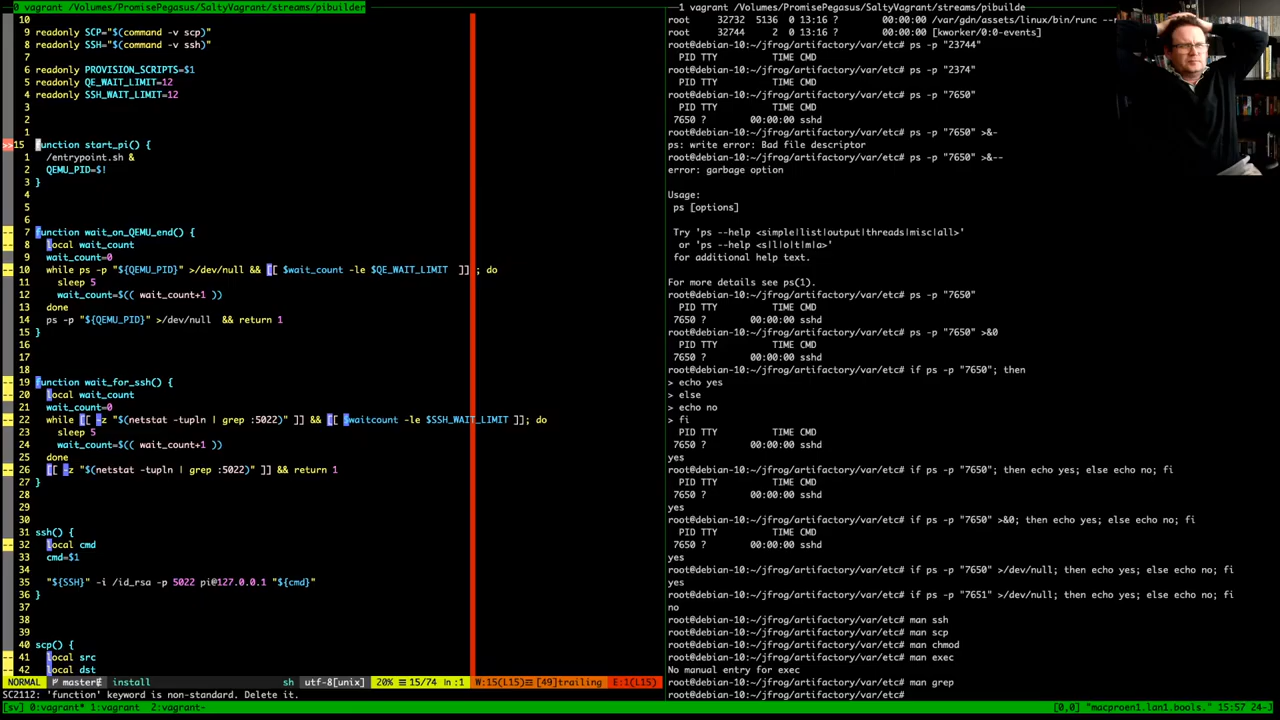 0 vagrant /Volumes/PromisePegasus/SaltyVagrant/streams/pibuilder
10
9 readonly SCP="$(command -v scp)"
8 readonly SSH="$(command -v ssh)"
7
6 readonly PROVISION_SCRIPTS=$1
5 readonly QE_WAIT_LIMIT=12
4 readonly SSH_WAIT_LIMIT=12
3
2
1
>>15 function start_pi() {
1 /entrypoint.sh &
2 QEMU_PID=$!
3 }
4
5
6
-- 7 function wait_on_QEMU_end() {
-- 8 local wait_count
9 wait_count=0
-- 10 while ps -p "${QEMU_PID}" >/dev/null && [[ $wait_count -le $QE_WAIT_LIMIT ]]; do
11 sleep 5
12 wait_count=$(( wait_count+1 ))
13 done
14 ps -p "${QEMU_PID}" >/dev/null && return 1
15 }
16
17
18
-- 19 function wait_for_ssh() {
-- 20 local wait_count
21 wait_count=0
-- 22 while [[ -z "$(netstat -tupln | grep :5022)" ]] && [[ $waitcount -le $SSH_WAIT_LIMIT ]]; do
23 sleep 5
24 wait_count=$(( wait_count+1 ))
25 done
-- 26 [[ -z "$(netstat -tupln | grep :5022)" ]] && return 1
27 }
28
29
30
31 ssh() {
-- 32 local cmd
33 cmd=$1
34
35 "${SSH}" -i /id_rsa -p 5022 pi@127.0.0.1 "${cmd}"
36 }
37
38
39
40 scp() {
-- 41 local src
-- 42 local dst
NORMAL master install sh utf-8[unix] 20% 15/74 :1 W:15(L15) [49]trailing E:1(L15)
SC2112: 'function' keyword is non-standard. Delete it.
1 vagrant /Volumes/PromisePegasus/SaltyVagrant/streams/pibuilde
root 32732 5136 0 13:16 ? 00:00:00 /var/gdn/assets/linux/bin/runc --r
root 32744 2 0 13:16 ? 00:00:00 [kworker/0:0-events]
root@debian-10:~/jfrog/artifactory/var/etc# ps -p "23744"
PID TTY TIME CMD
root@debian-10:~/jfrog/artifactory/var/etc# ps -p "2374"
PID TTY TIME CMD
root@debian-10:~/jfrog/artifactory/var/etc# ps -p "7650"
PID TTY TIME CMD
7650 ? 00:00:00 sshd
root@debian-10:~/jfrog/artifactory/var/etc# ps -p "7650" >&-
ps: write error: Bad file descriptor
root@debian-10:~/jfrog/artifactory/var/etc# ps -p "7650" >&--
error: garbage option

Usage:
ps [options]

Try 'ps --help <simple|list|output|threads|misc|all>'
or 'ps --help <s|l|o|t|m|a>'
for additional help text.

For more details see ps(1).
root@debian-10:~/jfrog/artifactory/var/etc# ps -p "7650"
PID TTY TIME CMD
7650 ? 00:00:00 sshd
root@debian-10:~/jfrog/artifactory/var/etc# ps -p "7650" >&0
PID TTY TIME CMD
7650 ? 00:00:00 sshd
root@debian-10:~/jfrog/artifactory/var/etc# if ps -p "7650"; then
> echo yes
> else
> echo no
> fi
PID TTY TIME CMD
7650 ? 00:00:00 sshd
yes
root@debian-10:~/jfrog/artifactory/var/etc# if ps -p "7650"; then echo yes; else echo no; fi
PID TTY TIME CMD
7650 ? 00:00:00 sshd
yes
root@debian-10:~/jfrog/artifactory/var/etc# if ps -p "7650" >&0; then echo yes; else echo no; fi
PID TTY TIME CMD
7650 ? 00:00:00 sshd
yes
root@debian-10:~/jfrog/artifactory/var/etc# if ps -p "7650" >/dev/null; then echo yes; else echo no; fi
yes
root@debian-10:~/jfrog/artifactory/var/etc# if ps -p "7651" >/dev/null; then echo yes; else echo no; fi
no
root@debian-10:~/jfrog/artifactory/var/etc# man ssh
root@debian-10:~/jfrog/artifactory/var/etc# man scp
root@debian-10:~/jfrog/artifactory/var/etc# man chmod
root@debian-10:~/jfrog/artifactory/var/etc# man exec
No manual entry for exec
root@debian-10:~/jfrog/artifactory/var/etc# man grep
root@debian-10:~/jfrog/artifactory/var/etc#
[sv] 0:vagrant* 1:vagrant 2:vagrant- [0,0] "macproen1.lan1.bools." 15:57 24-J